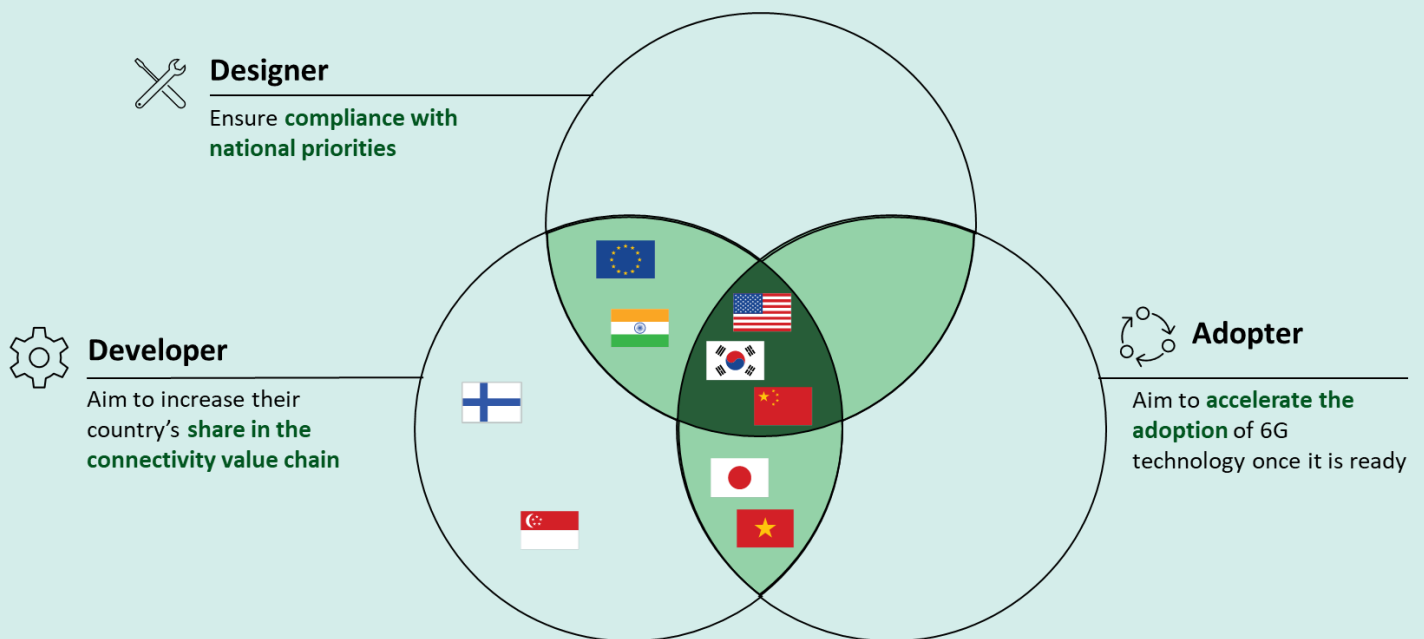 Designer
Ensure compliance with
national priorities
Developer
Aim to increase their
country’s share in the
connectivity value chain
Adopter
Aim to accelerate the
adoption of 6G
technology once it is ready